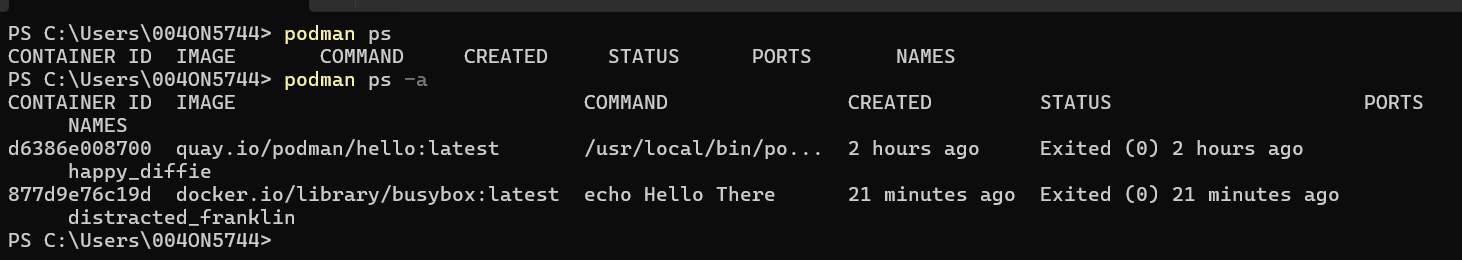 PS C:\Users\004ON5744> podman ps
CONTAINER ID  IMAGE       COMMAND     CREATED     STATUS      PORTS       NAMES
PS C:\Users\004ON5744> podman ps -a
CONTAINER ID  IMAGE                             COMMAND               CREATED         STATUS                     PORTS
     NAMES
d6386e008700  quay.io/podman/hello:latest       /usr/local/bin/po...  2 hours ago     Exited (0) 2 hours ago
     happy_diffie
877d9e76c19d  docker.io/library/busybox:latest  echo Hello There      21 minutes ago  Exited (0) 21 minutes ago
     distracted_franklin
PS C:\Users\004ON5744>